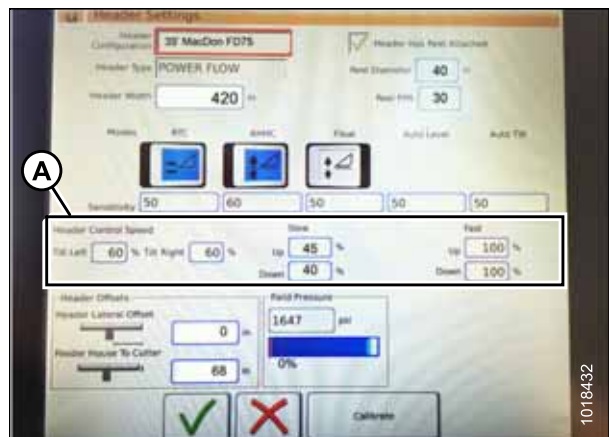 Header Settings
Header Configuration 35' MacDon FD75 Header Has Reel Attached
Header Type POWER FLOW Reel Diameter 40 in
Header Width 420 in Reel PPR 30
Modes RTC AHHC Float Auto Level Auto Tilt
A
Sensitivity 50 60 50 50 50
Header Control Speed Slow Fast
Tilt Left 60 % Tilt Right 60 % Up 45 % Up 100 %
Down 40 % Down 100 %
Header Offsets Field Pressure
Header Lateral Offset 1647 psi
0 in
Feeder House To Cutter 0%
68 in
Calibrate
1018432